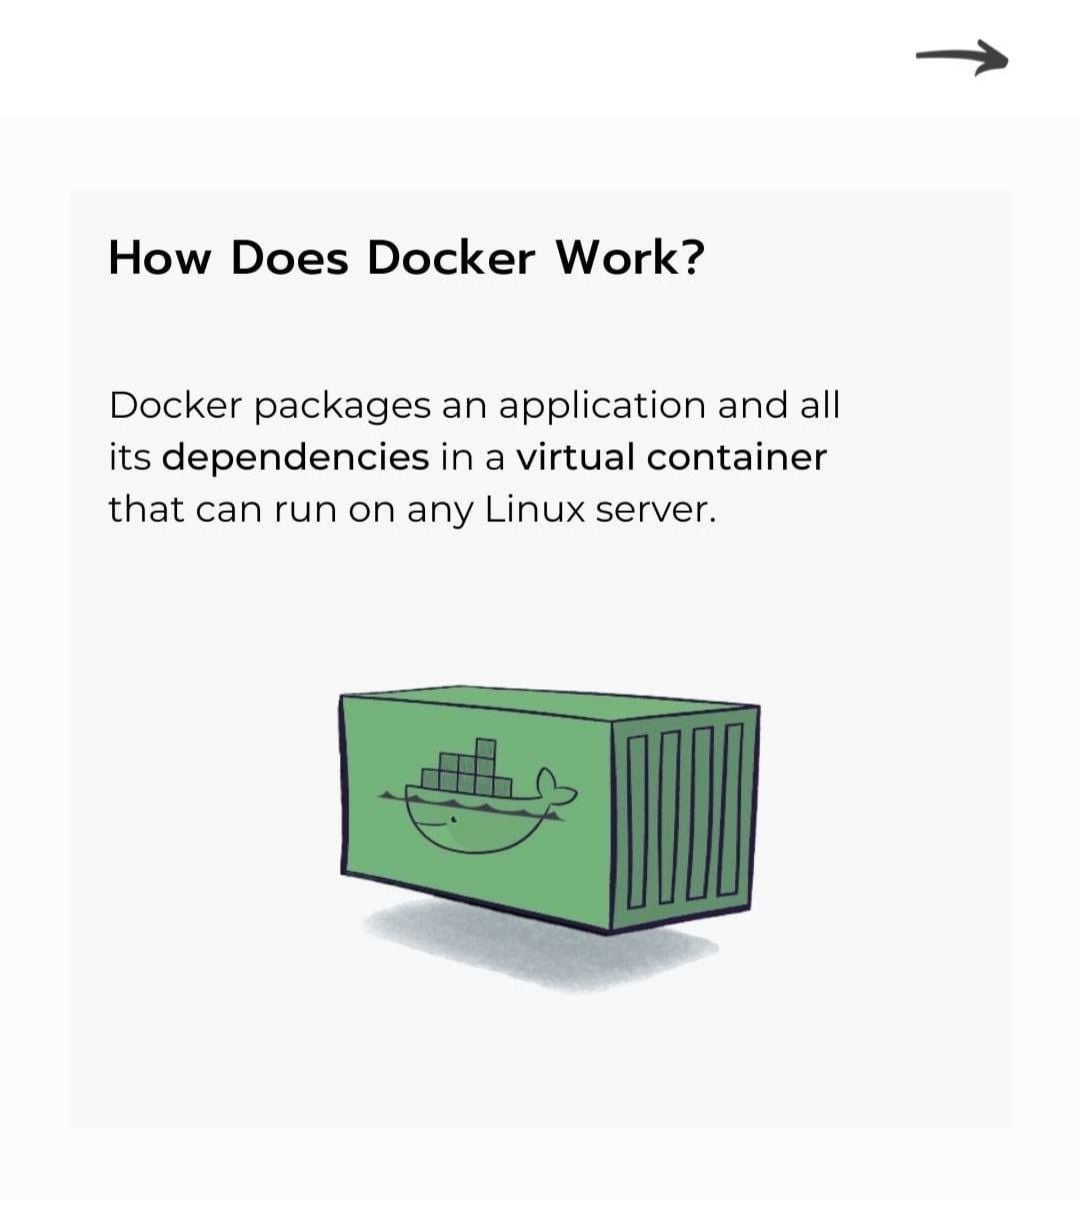 How Does Docker Work?
Docker packages an application and all
its dependencies in a virtual container
that can run on any Linux server.